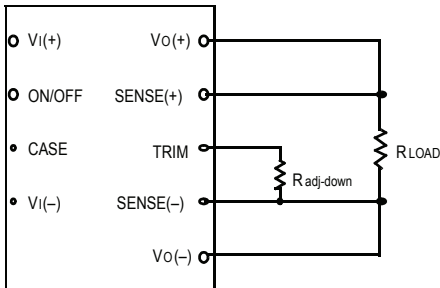 VI(+) VO(+)
ON/OFF SENSE(+)
CASE TRIM RLOAD
Radj-down
VI(–) SENSE(–)
VO(–)